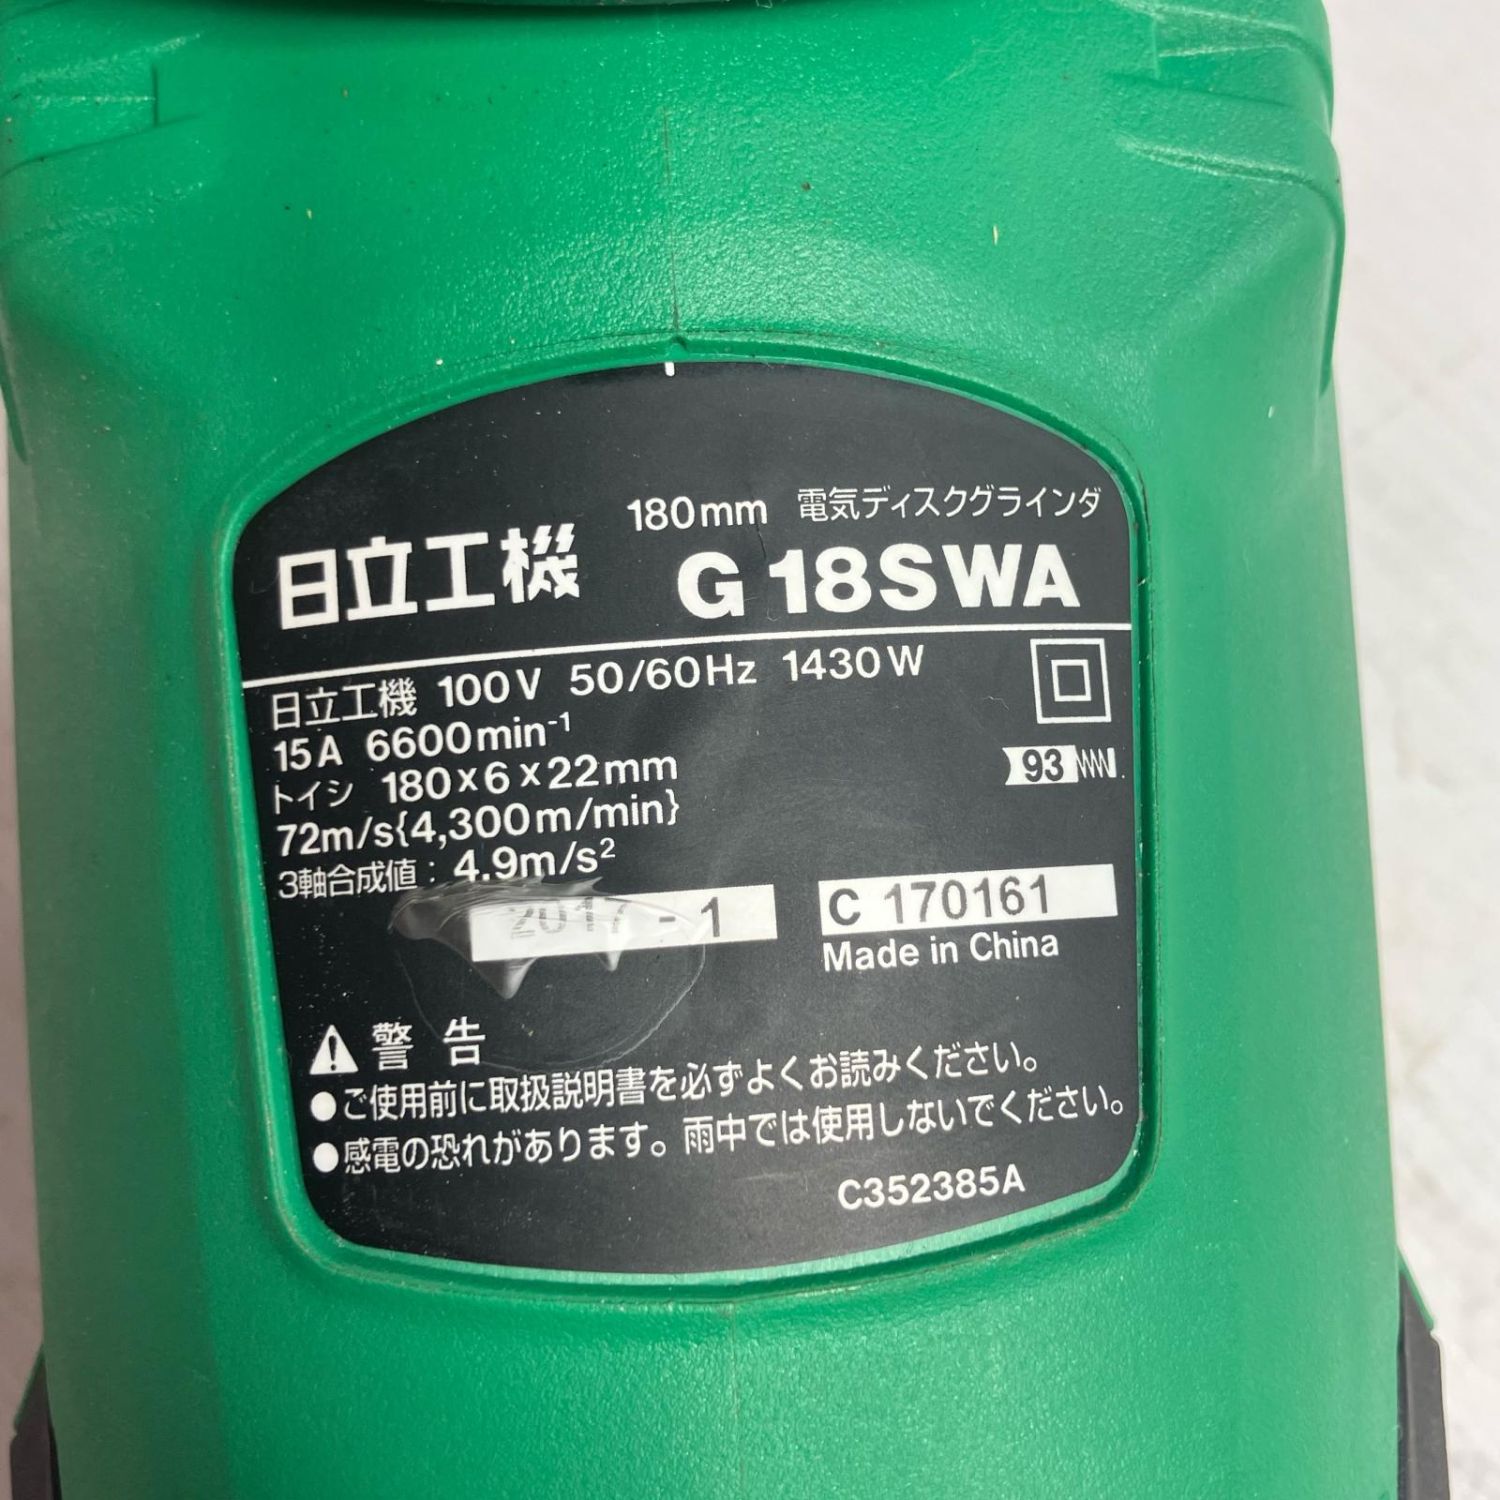 180mm 電気ディスクグラインダ
日立工機 G 18SWA
日立工機 100V 50/60Hz 1430W
15A 6600min⁻¹
トイシ 180x6x22mm
93
72m/s{4,300m/min}
3軸合成値: 4.9m/s²
2017 - 1 C 170161
Made in China
警告
●ご使用前に取扱説明書を必ずよくお読みください。
●感電の恐れがあります。雨中では使用しないでください。
C352385A